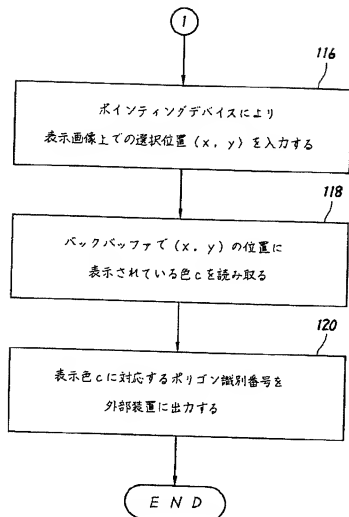 1
116
ポインティングデバイスにより
表示画像上での選択位置(x, y)を入力する
118
バックバッファで(x, y)の位置に
表示されている色cを読み取る
120
表示色cに対応するポリゴン識別番号を
外部装置に出力する
END